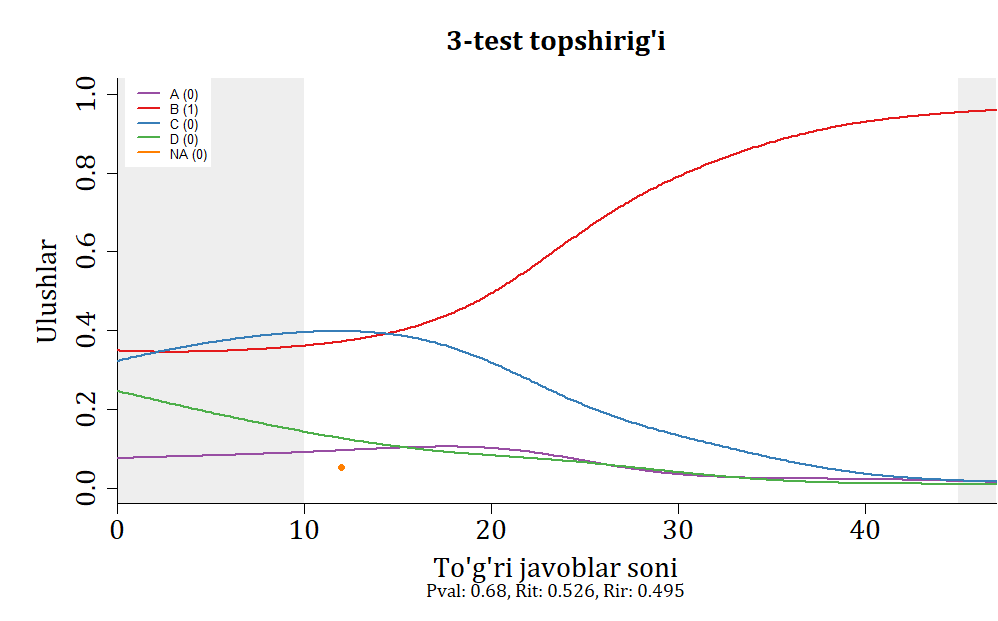 3-test topshirig'i
A (0)
B (1)
C (0)
D (0)
NA (0)
Ulushlar
1.0
0.8
0.6
0.4
0.2
0.0
0 10 20 30 40
To'g'ri javoblar soni
Pval: 0.68, Rit: 0.526, Rir: 0.495